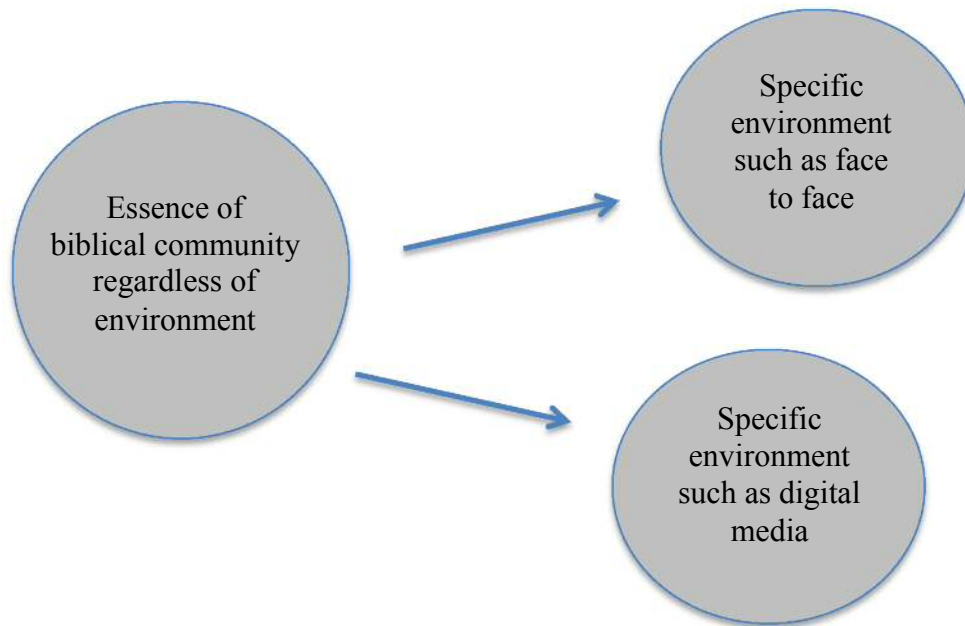 Essence of
biblical community
regardless of
environment
Specific
environment
such as face
to face
Specific
environment
such as digital
media